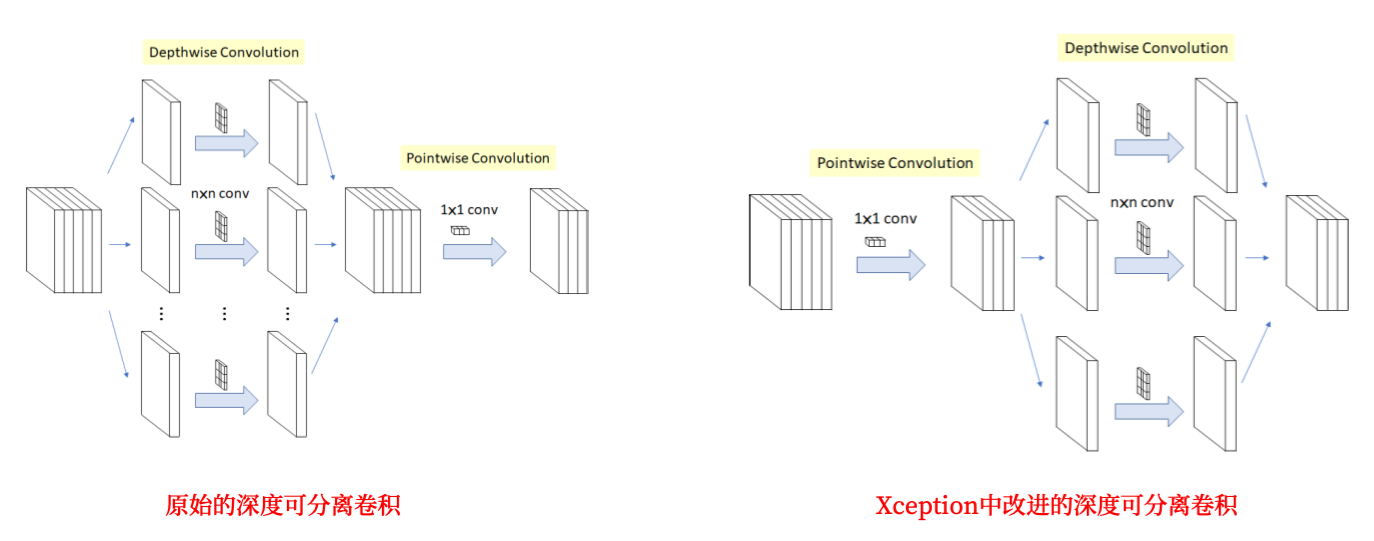 Depthwise Convolution
nxn conv
Pointwise Convolution
1x1 conv
⋮ ⋮ ⋮
原始的深度可分离卷积
Depthwise Convolution
Pointwise Convolution
1x1 conv
nxn conv
Xception中改进的深度可分离卷积